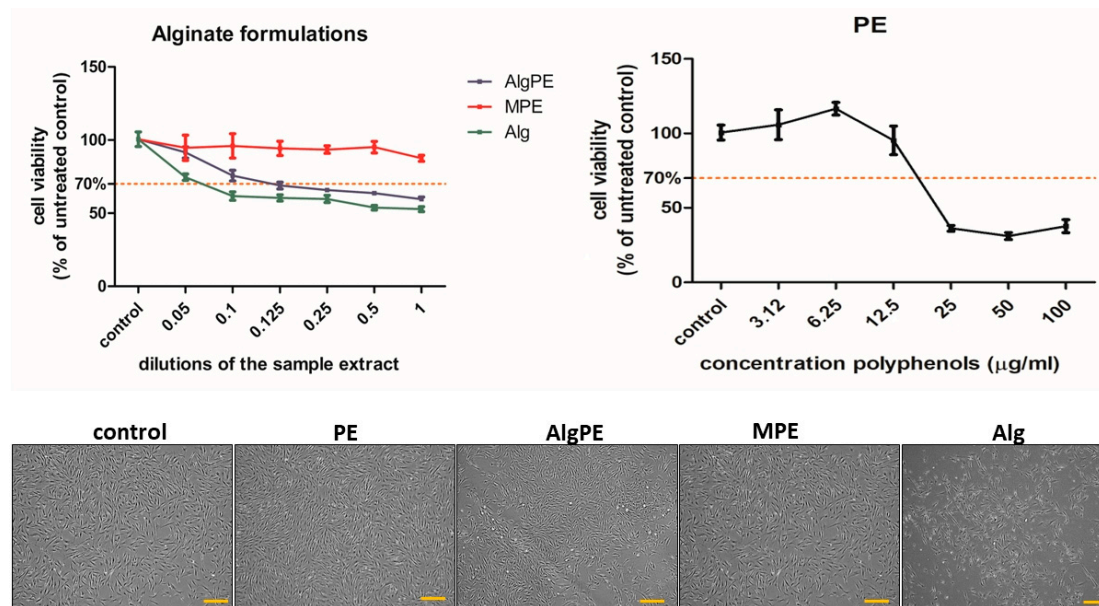 Alginate formulations
cell viability
(% of untreated control)
150
100
70%
50
0
control
0.05
0.1
0.125
0.25
0.5
1
dilutions of the sample extract
AlgPE
MPE
Alg
PE
cell viability
(% of untreated control)
150
100
70%
50
0
control
3.12
6.25
12.5
25
50
100
concentration polyphenols (µg/ml)
control
PE
AlgPE
MPE
Alg